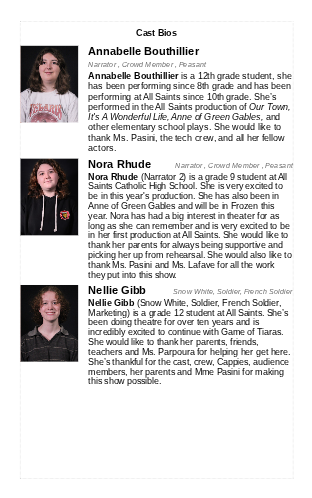 Cast Bios
Annabelle Bouthillier
Narrator, Crowd Member, Peasant
Annabelle Bouthillier is a 12th grade student, she
has been performing since 8th grade and has been
performing at All Saints since 10th grade. She's
performed in the All Saints production of Our Town,
It's A Wonderful Life, Anne of Green Gables, and
other elementary school plays. She would like to
thank Ms. Pasini, the tech crew, and all her fellow
actors.
Nora Rhude Narrator, Crowd Member, Peasant
Nora Rhude (Narrator 2) is a grade 9 student at All
Saints Catholic High School. She is very excited to
be in this year's production. She has also been in
Anne of Green Gables and will be in Frozen this
year. Nora has had a big interest in theater for as
long as she can remember and is very excited to be
in her first production at All Saints. She would like to
thank her parents for always being supportive and
picking her up from rehearsal. She would also like to
thank Ms. Pasini and Ms. Lafave for all the work
they put into this show.
Nellie Gibb Snow White, Soldier, French Soldier
Nellie Gibb (Snow White, Soldier, French Soldier,
Marketing) is a grade 12 student at All Saints. She's
been doing theatre for over ten years and is
incredibly excited to continue with Game of Tiaras.
She would like to thank her parents, friends,
teachers and Ms. Parpoura for helping her get here.
She's thankful for the cast, crew, Cappies, audience
members, her parents and Mme Pasini for making
this show possible.